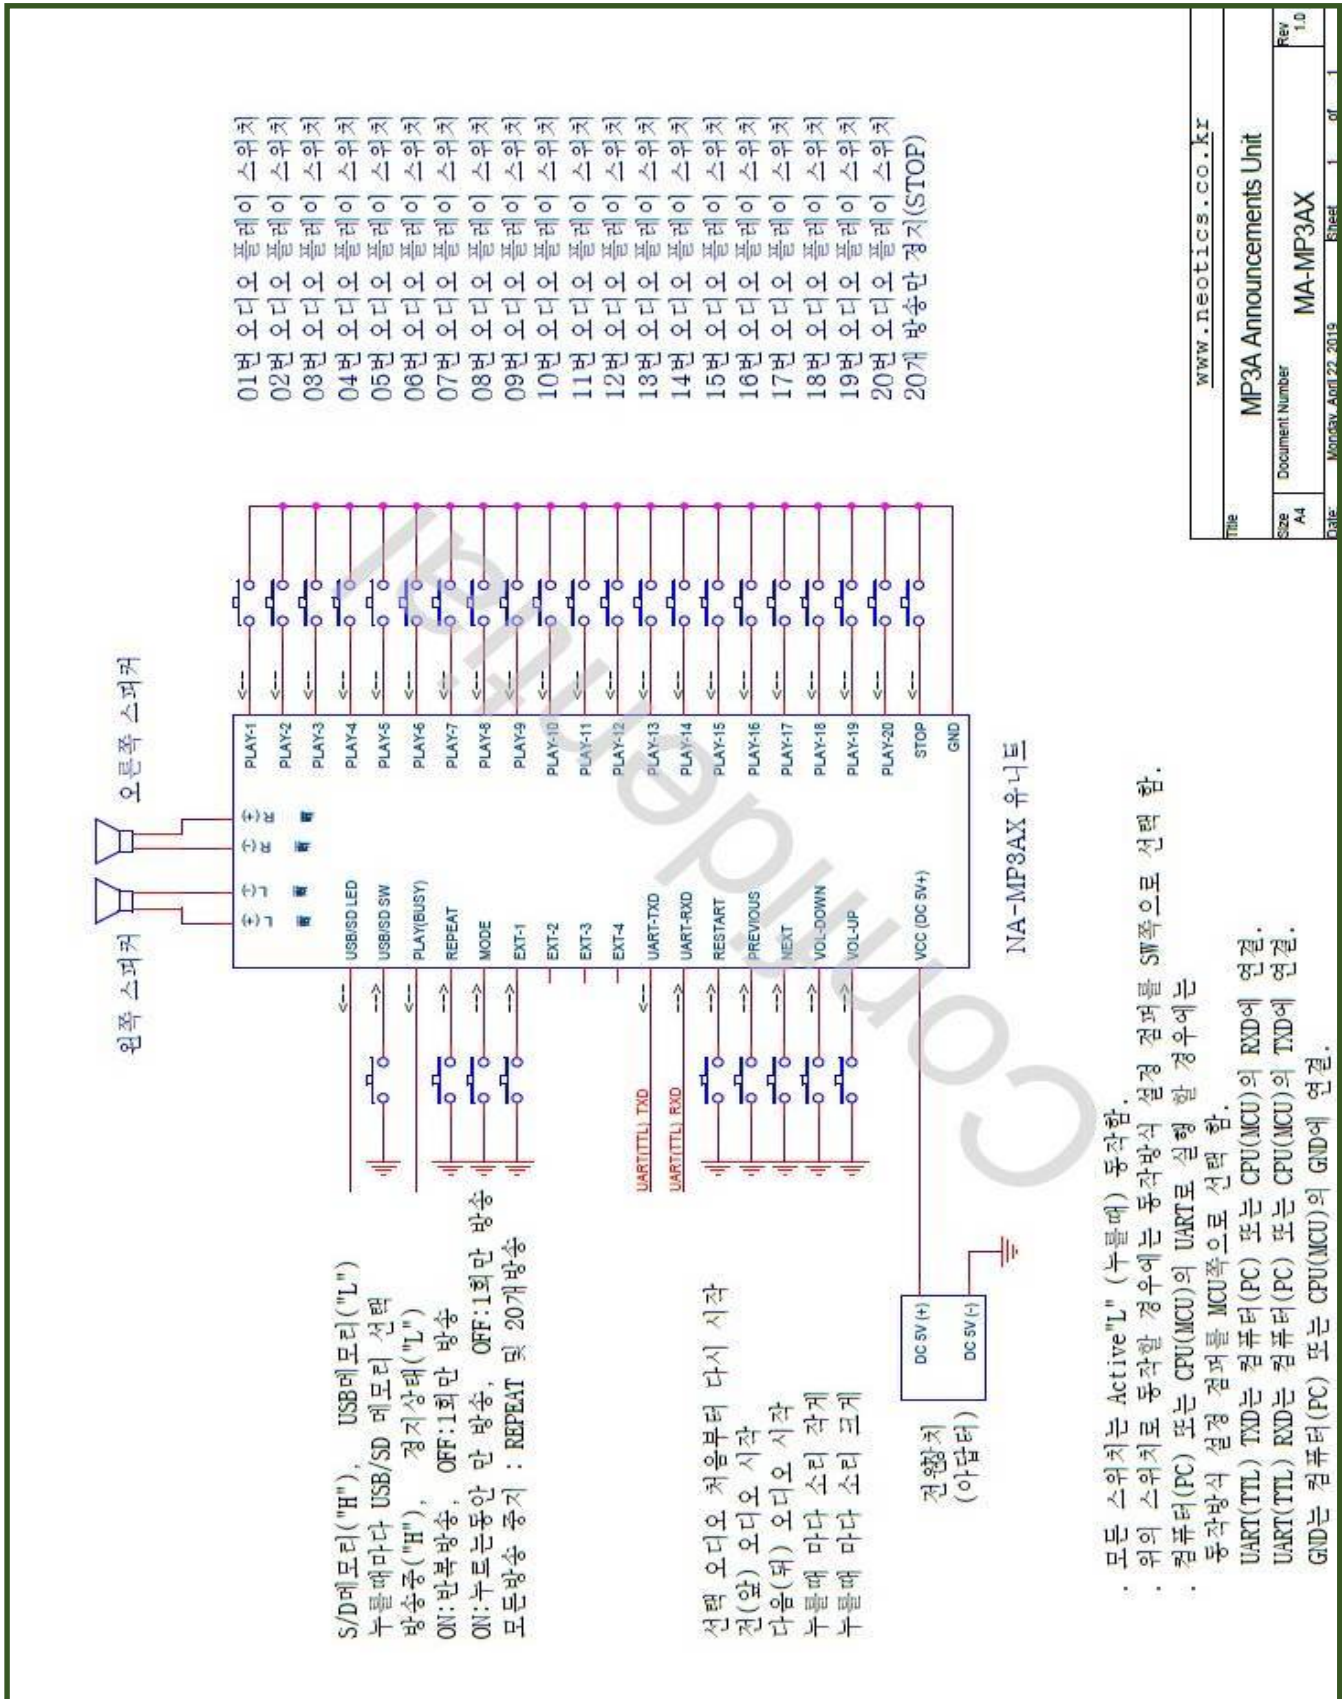 왼쪽 스피커
오른쪽 스피커
L(+)
L(-)
R(-)
R(+)
S/D메모리("H"), USB메모리("L")
누를때마다 USB/SD 메모리 선택
방송중("H"), 정지상태("L")
ON:반복방송, OFF:1회만 방송
ON:누르는동안 만 방송, OFF:1회만 방송
모든방송 중지 : REPEAT 및 20개방송
UART(TTL) TXD
UART(TTL) RXD
선택 오디오 처음부터 다시 시작
전(앞) 오디오 시작
다음(뒤) 오디오 시작
누를때 마다 소리 작게
누를때 마다 소리 크게
전원장치
(아답터)
DC 5V (+)
DC 5V (-)
USB/SD LED
USB/SD SW
PLAY(BUSY)
REPEAT
MODE
EXT-1
EXT-2
EXT-3
EXT-4
UART-TXD
UART-RXD
RESTART
PREVIOUS
NEXT
VOL-DOWN
VOL-UP
VCC (DC 5V+)
PLAY-1
PLAY-2
PLAY-3
PLAY-4
PLAY-5
PLAY-6
PLAY-7
PLAY-8
PLAY-9
PLAY-10
PLAY-11
PLAY-12
PLAY-13
PLAY-14
PLAY-15
PLAY-16
PLAY-17
PLAY-18
PLAY-19
PLAY-20
STOP
GND
01번 오디오 플레이 스위치
02번 오디오 플레이 스위치
03번 오디오 플레이 스위치
04번 오디오 플레이 스위치
05번 오디오 플레이 스위치
06번 오디오 플레이 스위치
07번 오디오 플레이 스위치
08번 오디오 플레이 스위치
09번 오디오 플레이 스위치
10번 오디오 플레이 스위치
11번 오디오 플레이 스위치
12번 오디오 플레이 스위치
13번 오디오 플레이 스위치
14번 오디오 플레이 스위치
15번 오디오 플레이 스위치
16번 오디오 플레이 스위치
17번 오디오 플레이 스위치
18번 오디오 플레이 스위치
19번 오디오 플레이 스위치
20번 오디오 플레이 스위치
20개 방송만 정지(STOP)
NA-MP3AX 유니트
Confidential
. 모든 스위치는 Active"L" (누를때) 동작함.
. 위의 스위치로 동작할 경우에는 동작방식 설정 점퍼를 SW쪽으로 선택 함.
. 컴퓨터(PC) 또는 CPU(MCU)의 UART로 실행 할 경우에는
동작방식 설정 점퍼를 MCU쪽으로 선택 함.
UART(TTL) TXD는 컴퓨터(PC) 또는 CPU(MCU)의 RXD에 연결.
UART(TTL) RXD는 컴퓨터(PC) 또는 CPU(MCU)의 TXD에 연결.
GND는 컴퓨터(PC) 또는 CPU(MCU)의 GND에 연결.
www.neotics.co.kr
Title
MP3A Announcements Unit
Size
A4
Document Number
MA-MP3AX
Rev
1.0
Date: Monday, April 22, 2019 Sheet 1 of 1